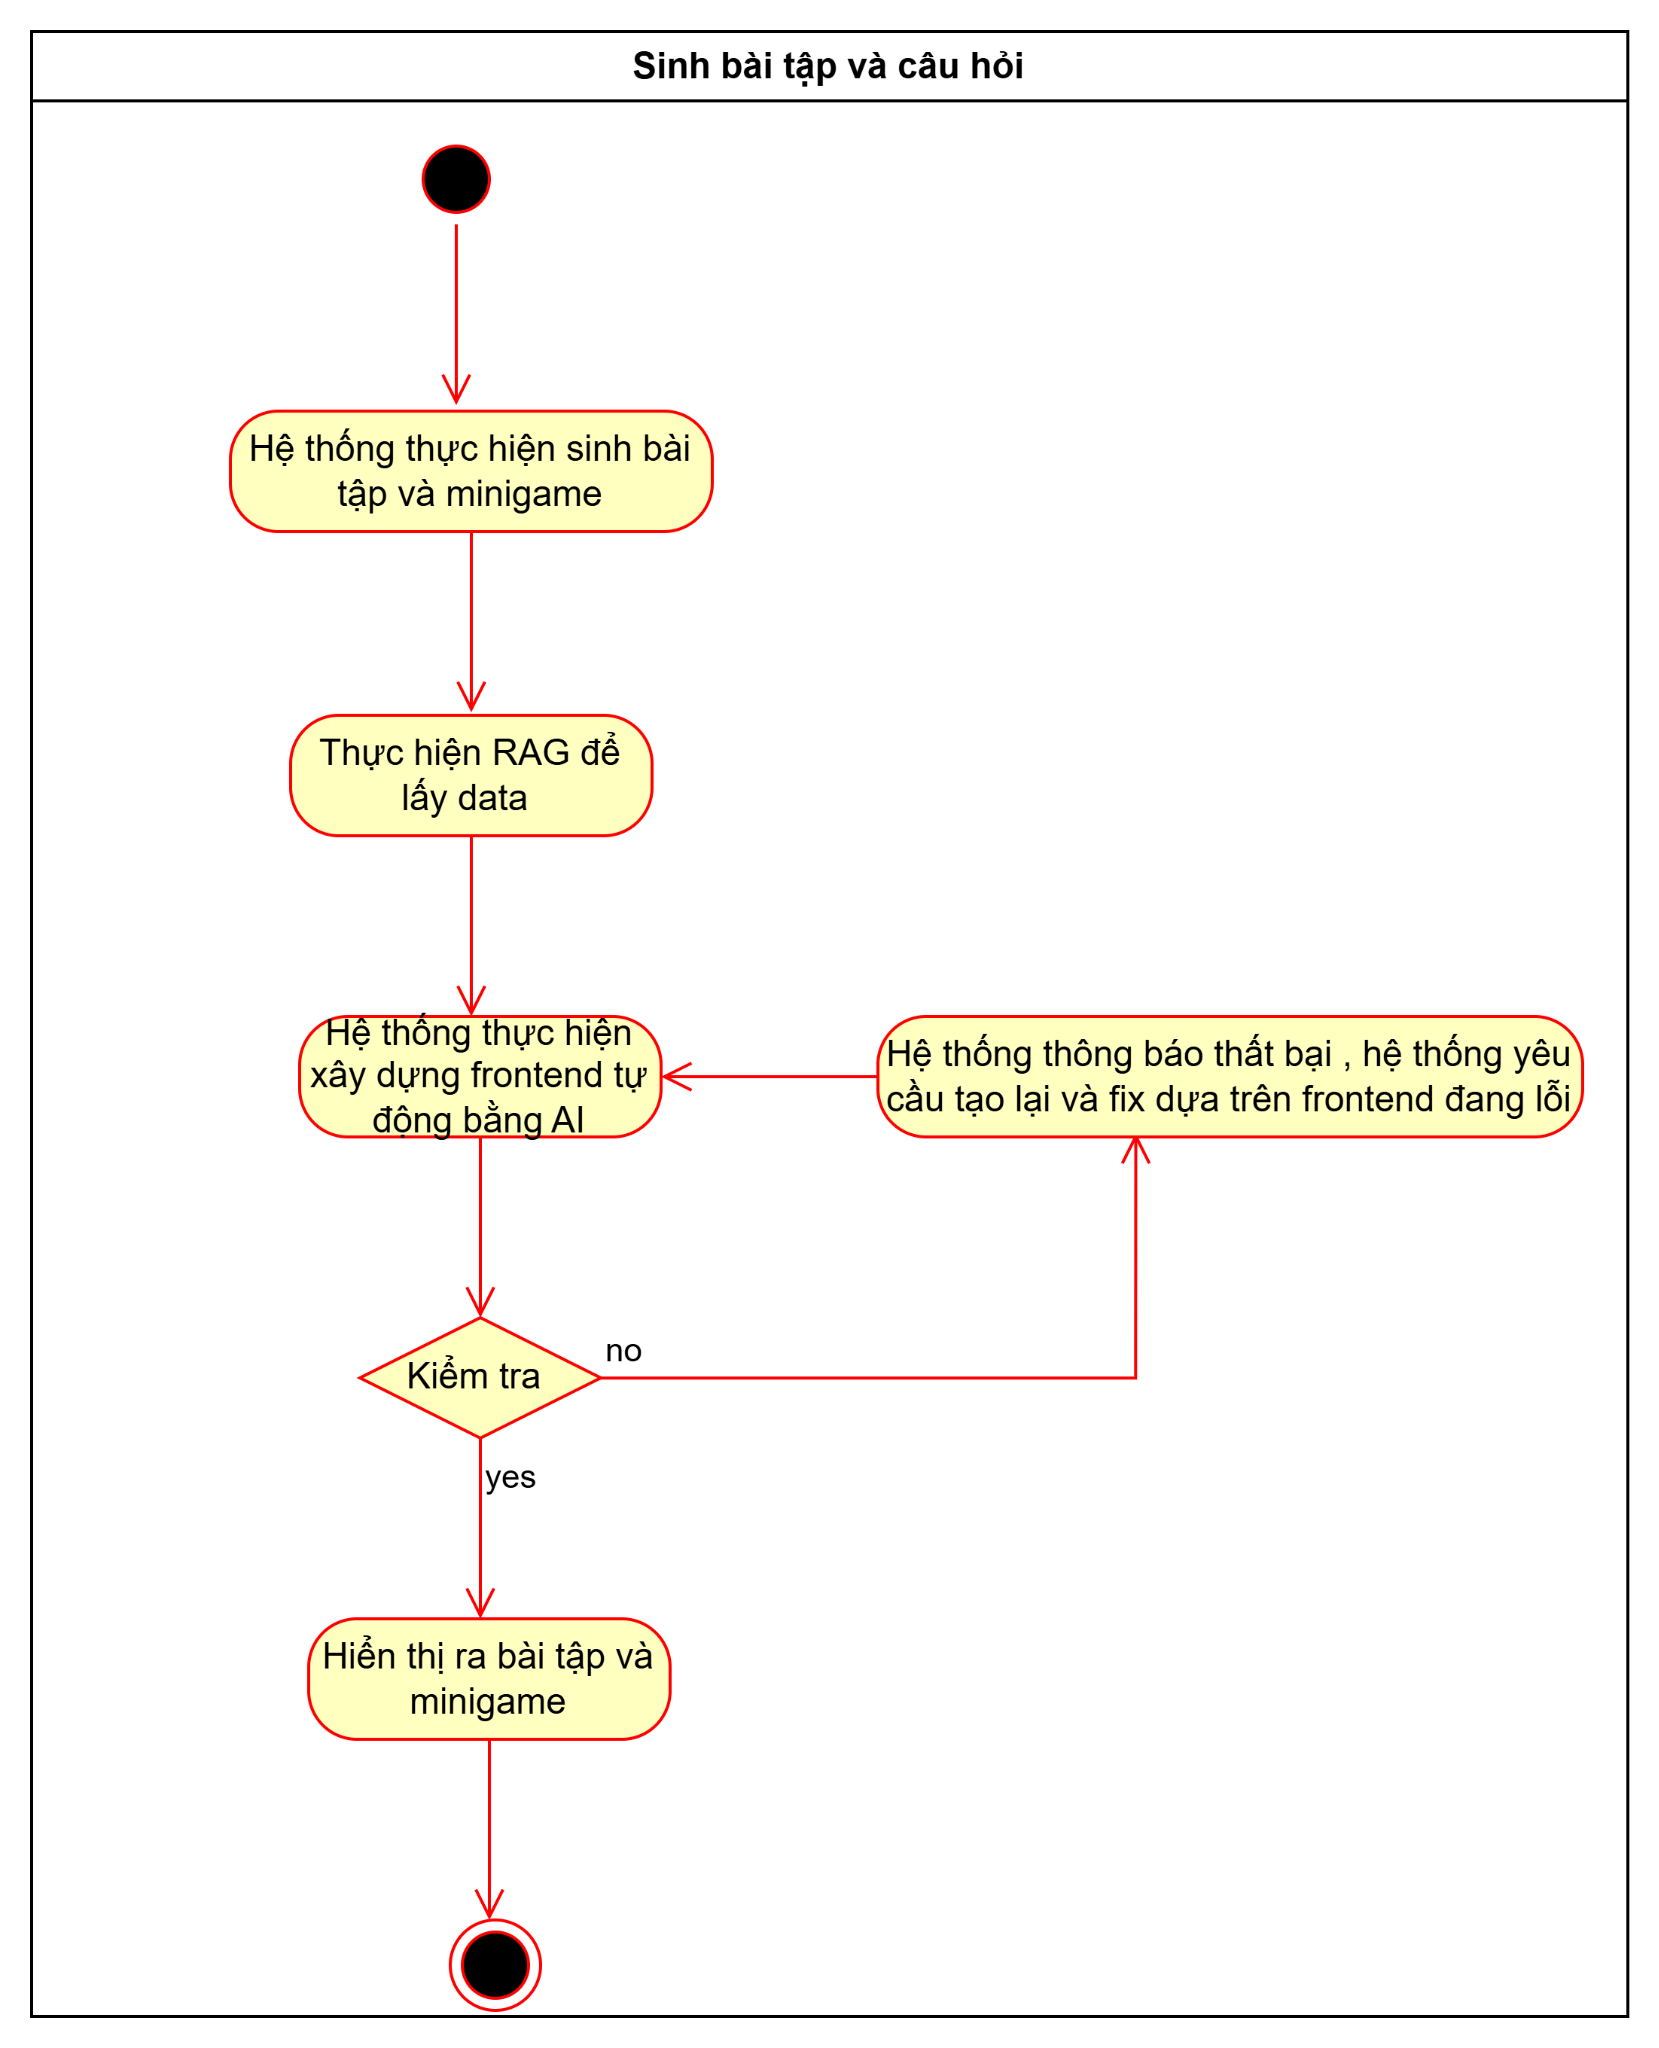 Sinh bài tập và câu hỏi
Hệ thống thực hiện sinh bài
tập và minigame
Thực hiện RAG để
lấy data
Hệ thống thực hiện
xây dựng frontend tự
động bằng AI
Hệ thống thông báo thất bại , hệ thống yêu
cầu tạo lại và fix dựa trên frontend đang lỗi
Kiểm tra
no
yes
Hiển thị ra bài tập và
minigame